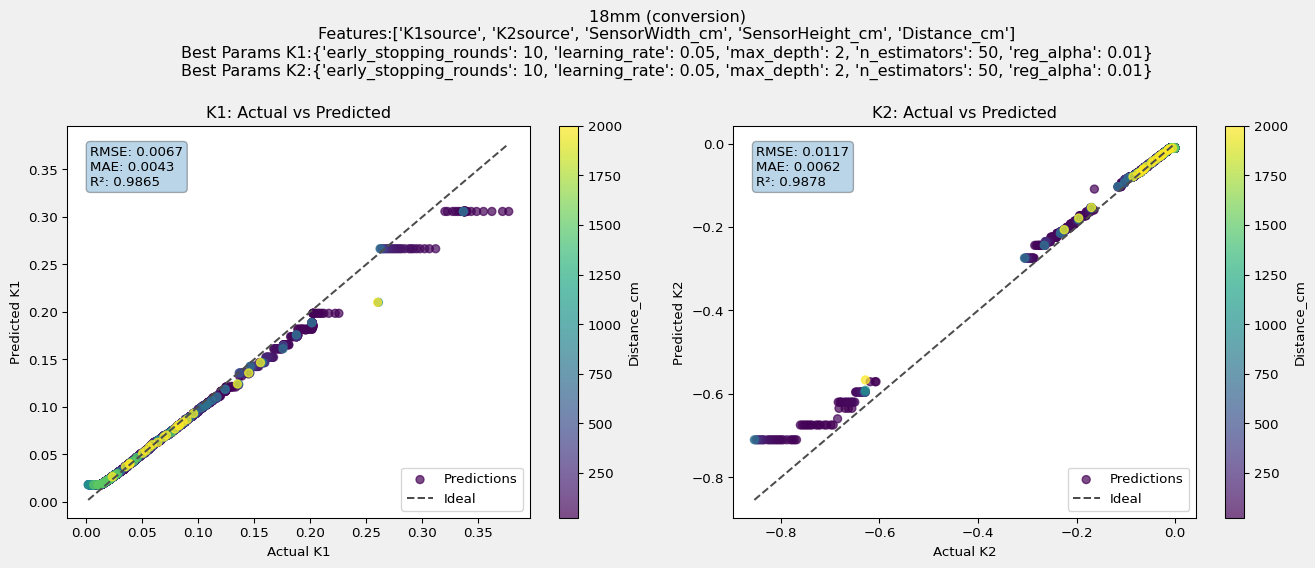 18mm (conversion)
Features:['K1source', 'K2source', 'SensorWidth_cm', 'SensorHeight_cm', 'Distance_cm']
Best Params K1:{'early_stopping_rounds': 10, 'learning_rate': 0.05, 'max_depth': 2, 'n_estimators': 50, 'reg_alpha': 0.01}
Best Params K2:{'early_stopping_rounds': 10, 'learning_rate': 0.05, 'max_depth': 2, 'n_estimators': 50, 'reg_alpha': 0.01}
K1: Actual vs Predicted
RMSE: 0.0067
MAE: 0.0043
R²: 0.9865
0.35
0.30
0.25
0.20
0.15
0.10
0.05
0.00
Predicted K1
0.00 0.05 0.10 0.15 0.20 0.25 0.30 0.35
Actual K1
Predictions
Ideal
2000
1750
1500
1250
1000
750
500
250
Distance_cm
K2: Actual vs Predicted
RMSE: 0.0117
MAE: 0.0062
R²: 0.9878
0.0
−0.2
−0.4
−0.6
−0.8
Predicted K2
−0.8 −0.6 −0.4 −0.2 0.0
Actual K2
Predictions
Ideal
2000
1750
1500
1250
1000
750
500
250
Distance_cm